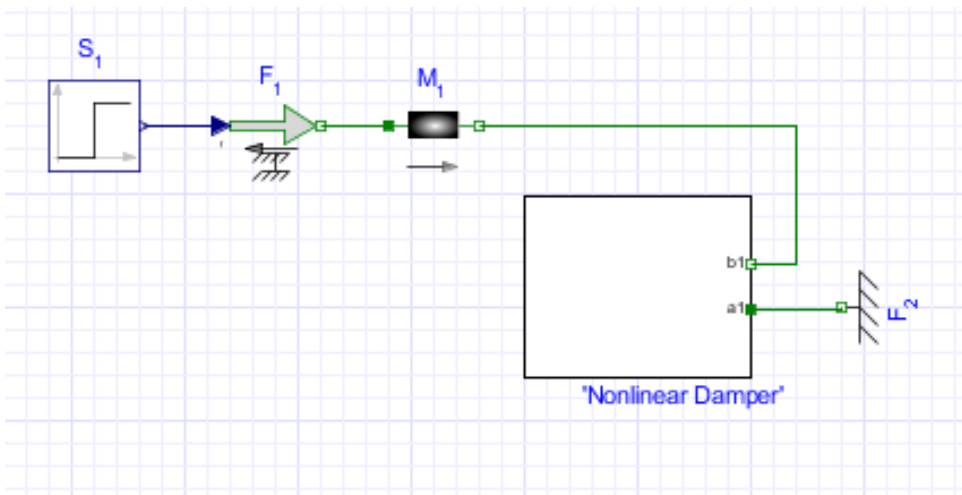 S₁
F₁
M₁
b1
a1
F₂
'Nonlinear Damper'